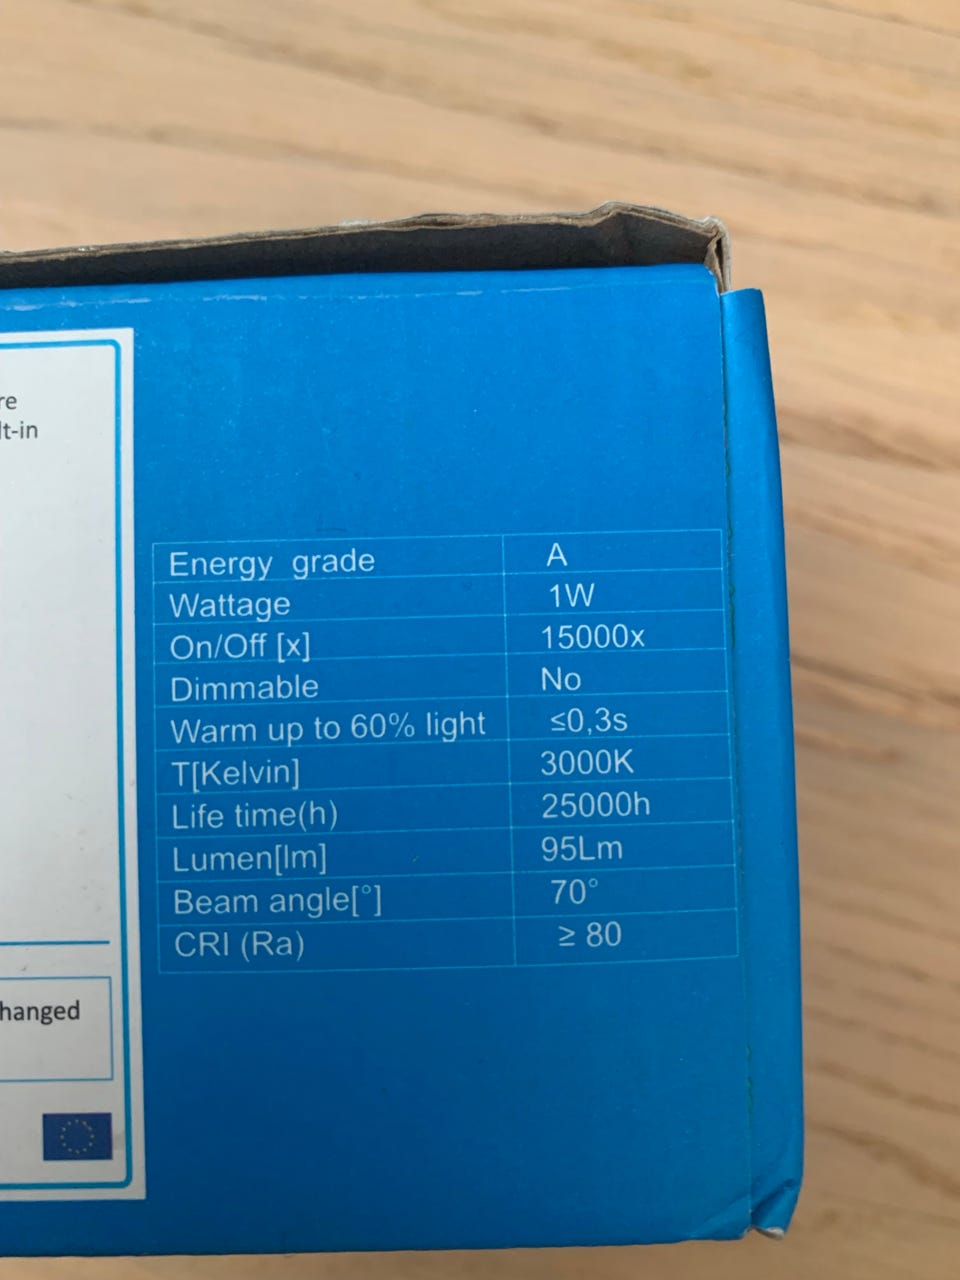 re
lt-in
Energy grade A
Wattage 1W
On/Off [x] 15000x
Dimmable No
Warm up to 60% light ≤0,3s
T[Kelvin] 3000K
Life time(h) 25000h
Lumen[lm] 95Lm
Beam angle[°] 70°
CRI (Ra) ≥ 80
hanged